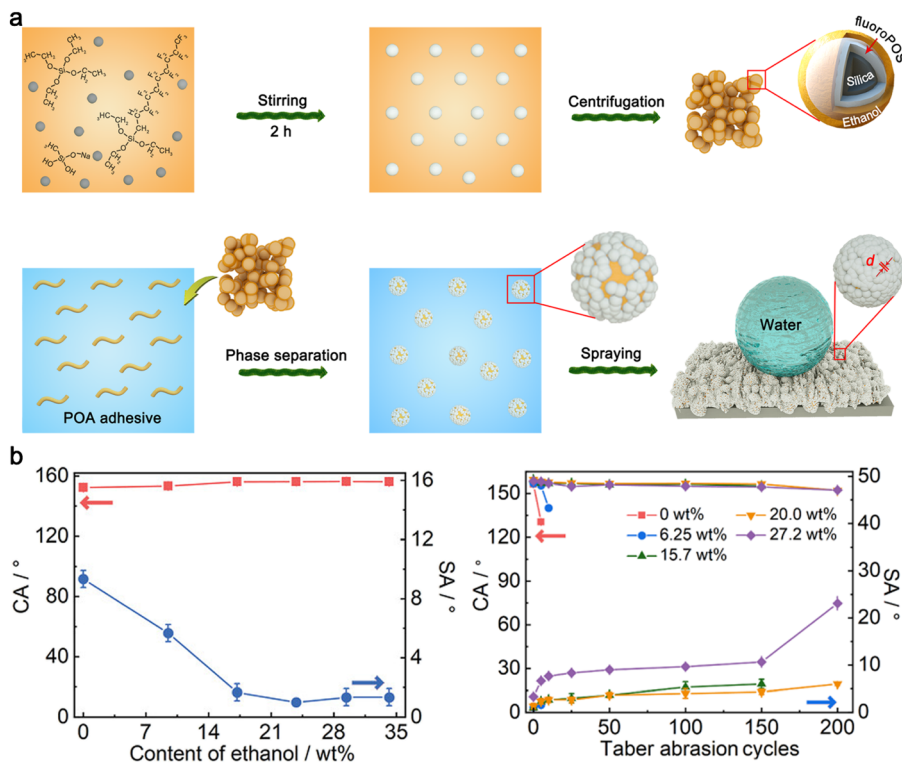 a
Stirring
2 h
Centrifugation
fluoroPOS
Silica
Ethanol
POA adhesive
Phase separation
Spraying
Water
d
b
CA / °
160
120
80
40
0
SA / °
16
12
8
4
0
0 7 14 21 28 35
Content of ethanol / wt%
CA / °
150
120
90
60
30
0
0 wt%
6.25 wt%
15.7 wt%
20.0 wt%
27.2 wt%
SA / °
50
40
30
20
10
0
0 50 100 150 200
Taber abrasion cycles